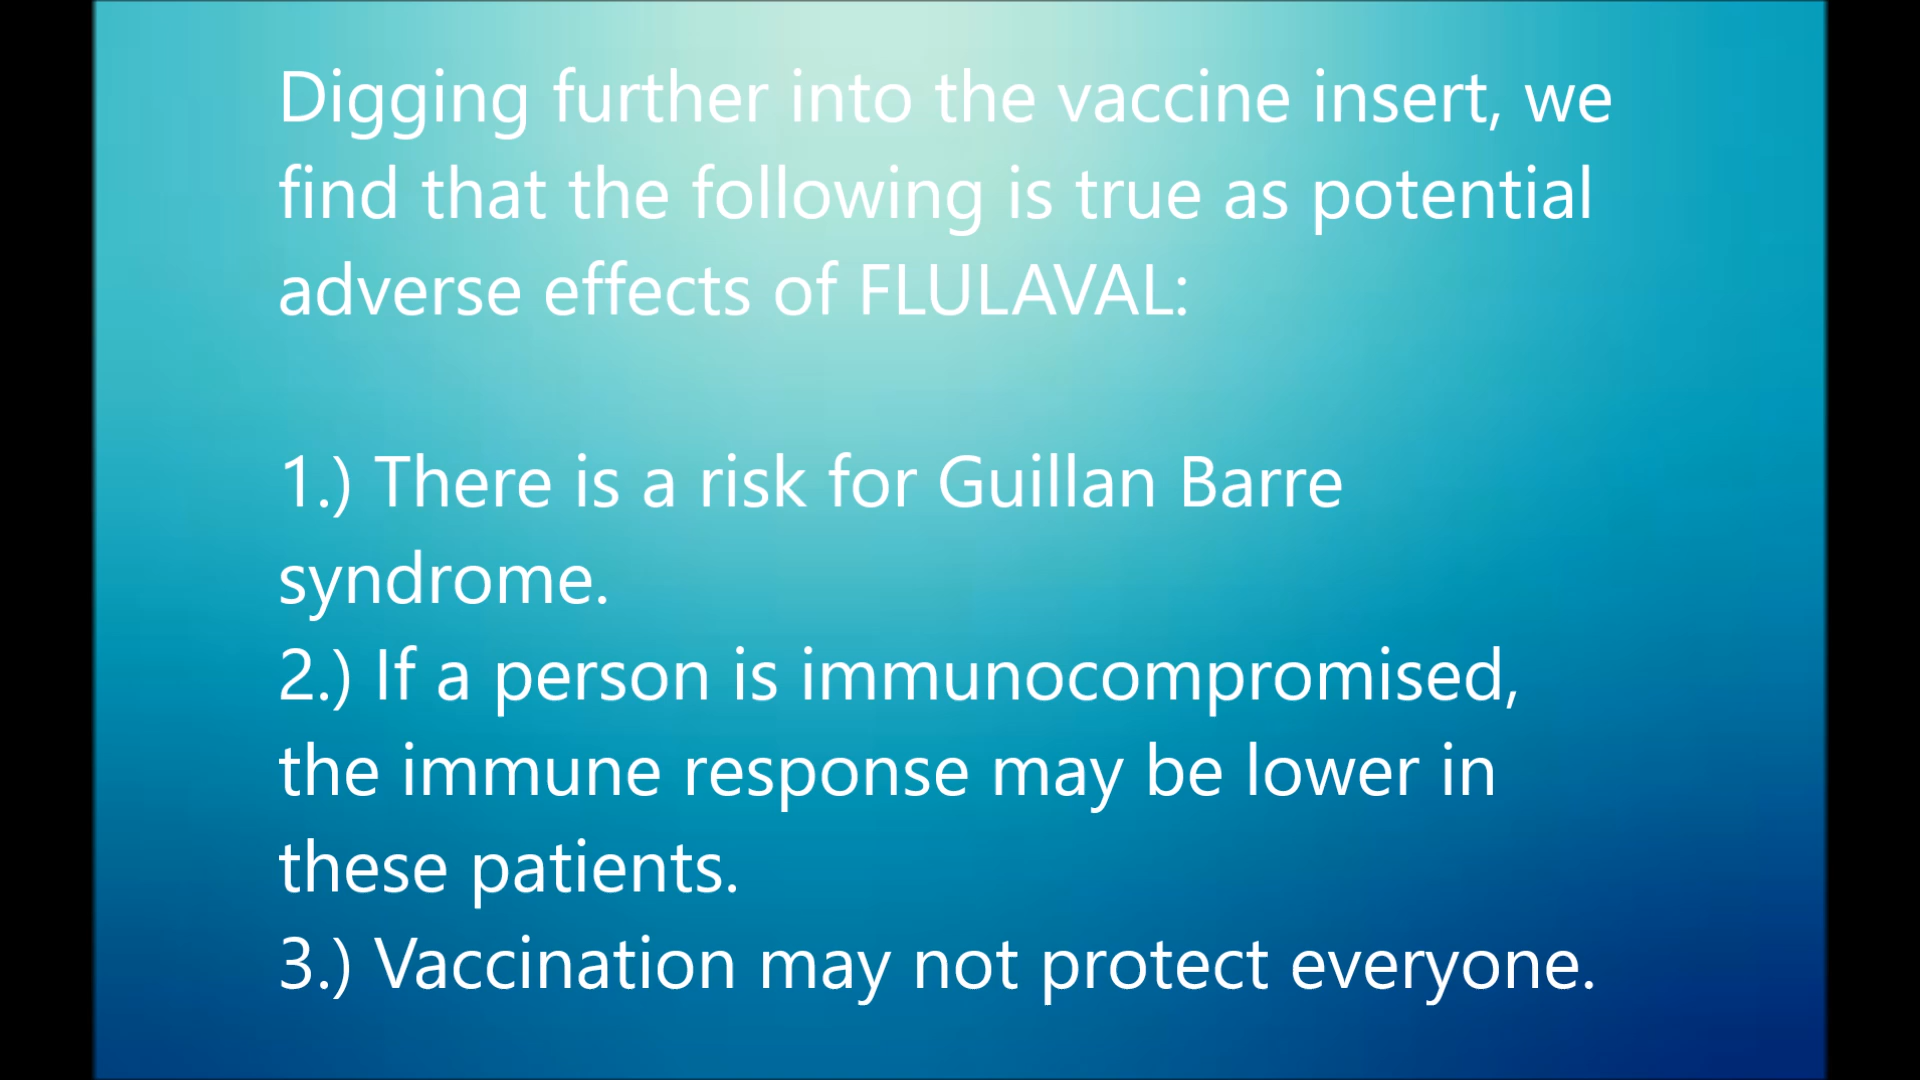 Digging further into the vaccine insert, we
find that the following is true as potential
adverse effects of FLULAVAL:
1.) There is a risk for Guillan Barre
syndrome.
2.) If a person is immunocompromised,
the immune response may be lower in
these patients.
3.) Vaccination may not protect everyone.